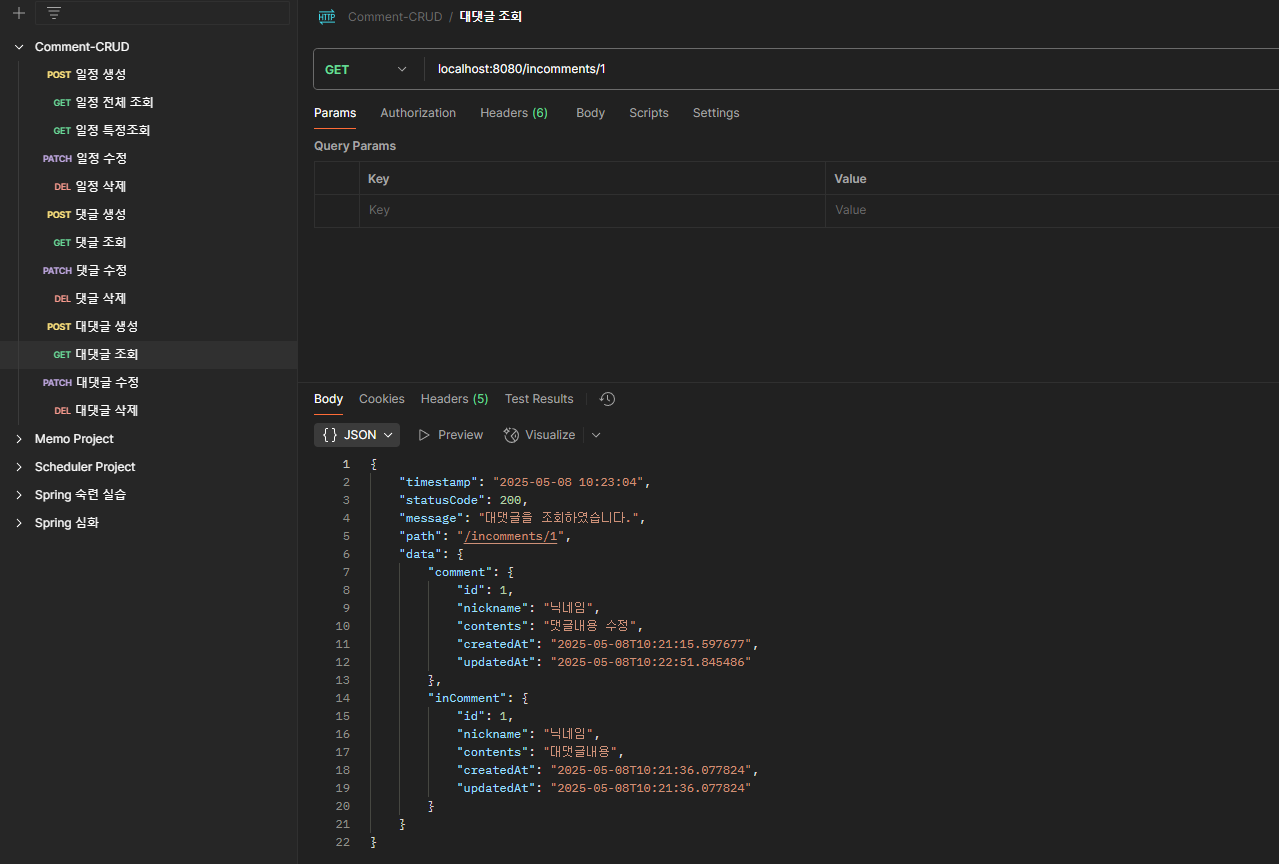 Comment-CRUD
POST 일정 생성
GET 일정 전체 조회
GET 일정 특정조회
PATCH 일정 수정
DEL 일정 삭제
POST 댓글 생성
GET 댓글 조회
PATCH 댓글 수정
DEL 댓글 삭제
POST 대댓글 생성
GET 대댓글 조회
PATCH 대댓글 수정
DEL 대댓글 삭제
Memo Project
Scheduler Project
Spring 숙련 실습
Spring 심화
HTTP Comment-CRUD / 대댓글 조회
GET localhost:8080/incomments/1
Params Authorization Headers (6) Body Scripts Settings
Query Params
Key Value
Key Value
Body Cookies Headers (5) Test Results
{} JSON Preview Visualize
1 {
2 "timestamp": "2025-05-08 10:23:04",
3 "statusCode": 200,
4 "message": "대댓글을 조회하였습니다.",
5 "path": "/incomments/1",
6 "data": {
7 "comment": {
8 "id": 1,
9 "nickname": "닉네임",
10 "contents": "댓글내용 수정",
11 "createdAt": "2025-05-08T10:21:15.597677",
12 "updatedAt": "2025-05-08T10:22:51.845486"
13 },
14 "inComment": {
15 "id": 1,
16 "nickname": "닉네임",
17 "contents": "대댓글내용",
18 "createdAt": "2025-05-08T10:21:36.077824",
19 "updatedAt": "2025-05-08T10:21:36.077824"
20 }
21 }
22 }